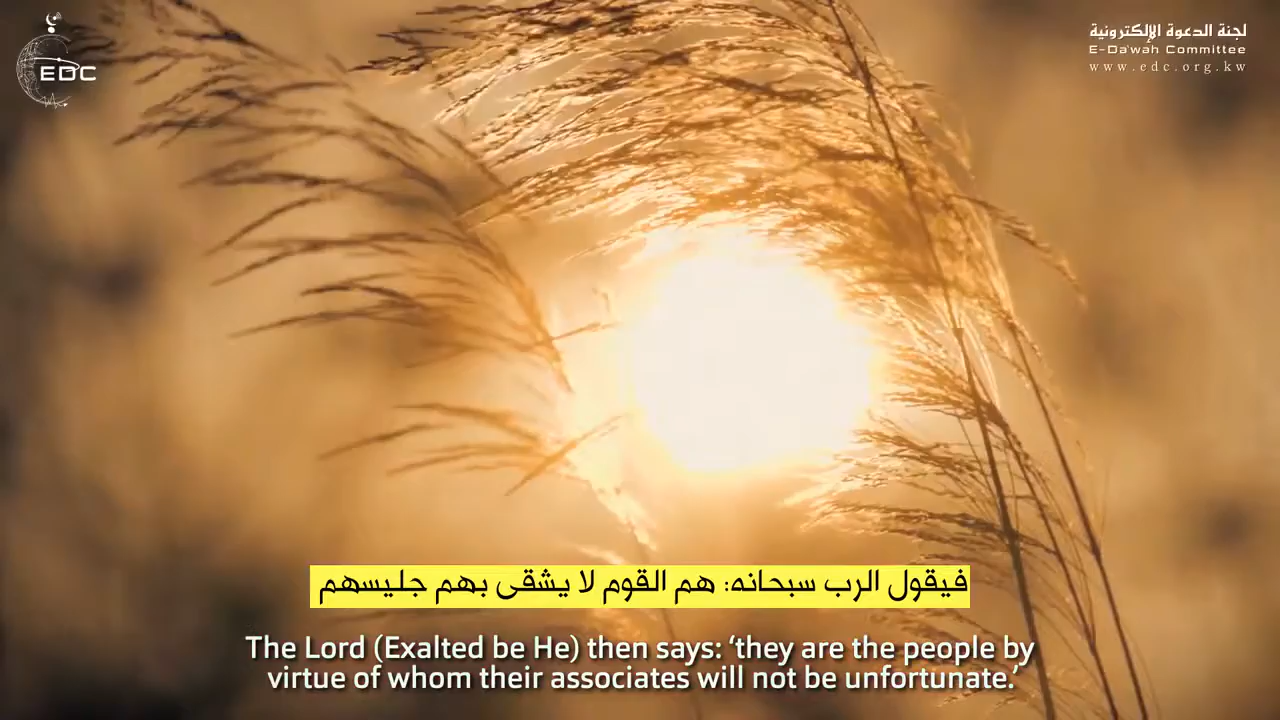 EDC
لجنة الدعوة الإلكترونية
E-Da'wah Committee
www.edc.org.kw
فيقول الرب سبحانه: هم القوم لا يشقى بهم جليسهم
The Lord (Exalted be He) then says: ‘they are the people by
virtue of whom their associates will not be unfortunate.’